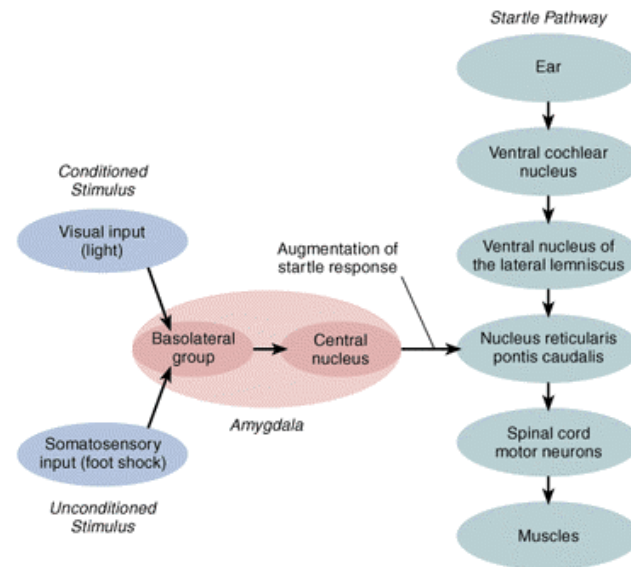 Startle Pathway
Ear
Ventral cochlear
nucleus
Conditioned
Stimulus
Visual input
(light)
Augmentation of
startle response
Ventral nucleus of
the lateral lemniscus
Basolateral
group
Central
nucleus
Nucleus reticularis
pontis caudalis
Amygdala
Somatosensory
input (foot shock)
Spinal cord
motor neurons
Unconditioned
Stimulus
Muscles